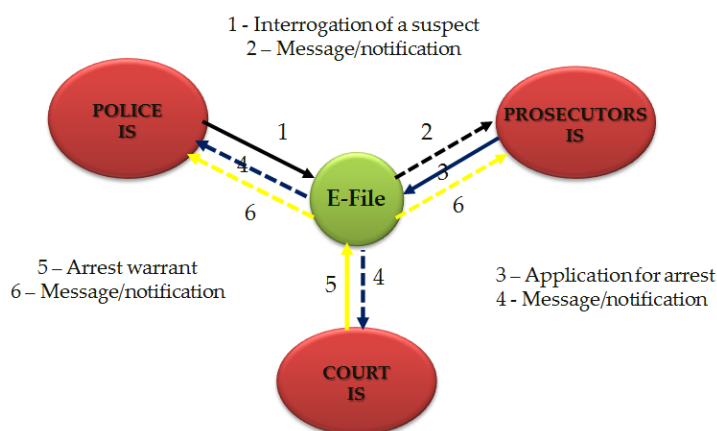 1 - Interrogation of a suspect
2 – Message/notification
POLICE
IS
1
2
PROSECUTORS
IS
4
3
E-File
6
6
5 – Arrest warrant
6 – Message/notification
5
4
3 – Application for arrest
4 - Message/notification
COURT
IS